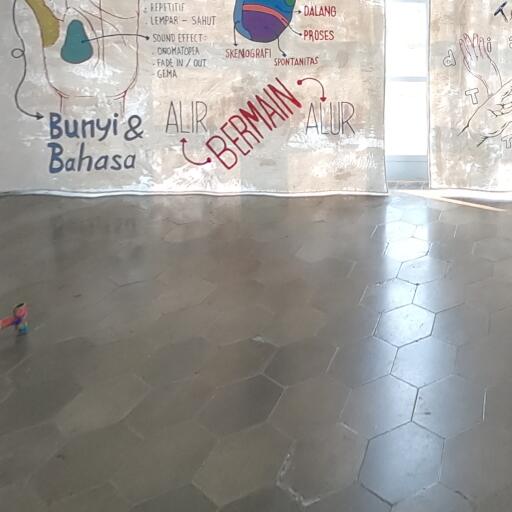 - REPETITIF
- LEMPAR - SAHUT
- SOUND EFFECT:
- ONOMATOPEA
- FADE IN / OUT
- GEMA
Bunyi &
Bahasa
DALANG
PROSES
SKENOGRAFI
SPONTANITAS
ALIR
BERMAIN
ALUR
d
i
T